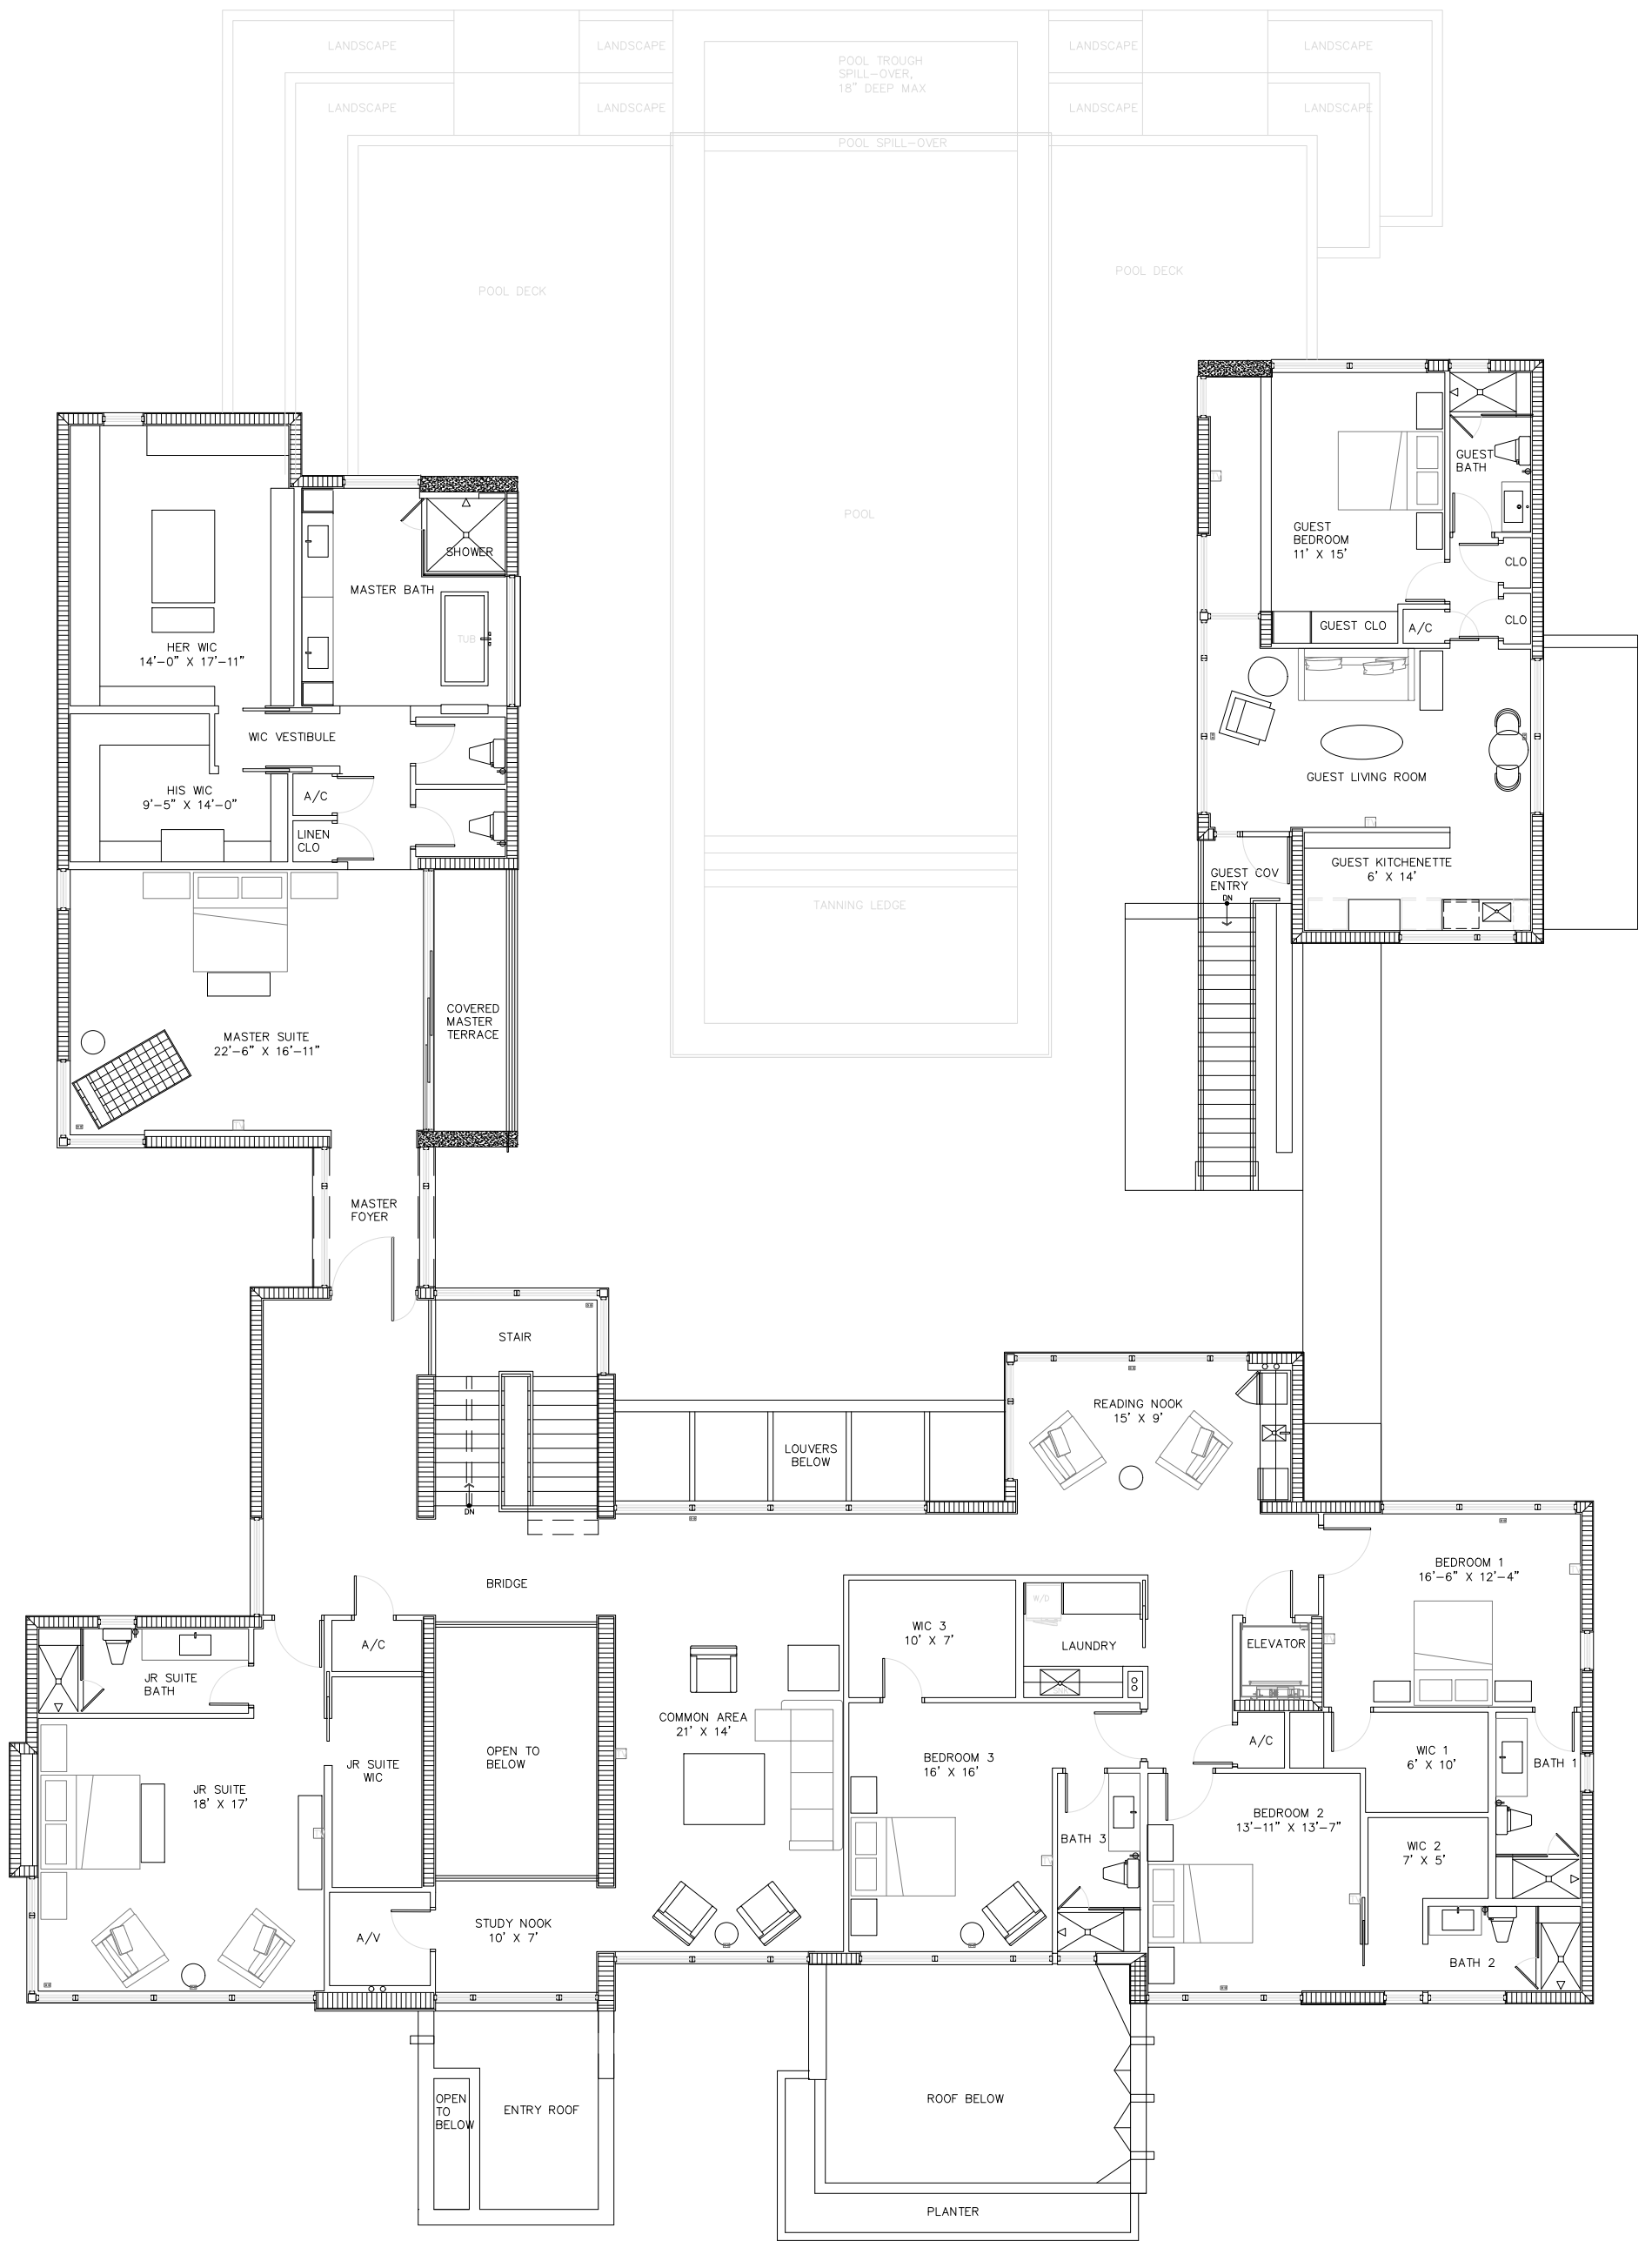 LANDSCAPE
LANDSCAPE
LANDSCAPE
LANDSCAPE
POOL TROUGH
SPILL-OVER,
18" DEEP MAX
LANDSCAPE
LANDSCAPE
LANDSCAPE
LANDSCAPE
POOL SPILL-OVER
POOL DECK
POOL DECK
POOL
TANNING LEDGE
GUEST
BATH
GUEST
BEDROOM
11' X 15'
CLO
CLO
GUEST CLO
A/C
GUEST LIVING ROOM
GUEST KITCHENETTE
6' X 14'
GUEST COV
ENTRY
DN
SHOWER
MASTER BATH
TUB
HER WIC
14'-0" X 17'-11"
WIC VESTIBULE
HIS WIC
9'-5" X 14'-0"
A/C
LINEN
CLO
COVERED
MASTER
TERRACE
MASTER SUITE
22'-6" X 16'-11"
MASTER
FOYER
STAIR
DN
LOUVERS
BELOW
READING NOOK
15' X 9'
BRIDGE
BEDROOM 1
16'-6" X 12'-4"
A/C
WIC 3
10' X 7'
W/D
LAUNDRY
ELEVATOR
JR SUITE
BATH
COMMON AREA
21' X 14'
OPEN TO
BELOW
JR SUITE
WIC
JR SUITE
18' X 17'
BEDROOM 3
16' X 16'
A/C
WIC 1
6' X 10'
BATH 1
BEDROOM 2
13'-11" X 13'-7"
BATH 3
WIC 2
7' X 5'
STUDY NOOK
10' X 7'
A/V
BATH 2
OPEN
TO
BELOW
ENTRY ROOF
ROOF BELOW
PLANTER